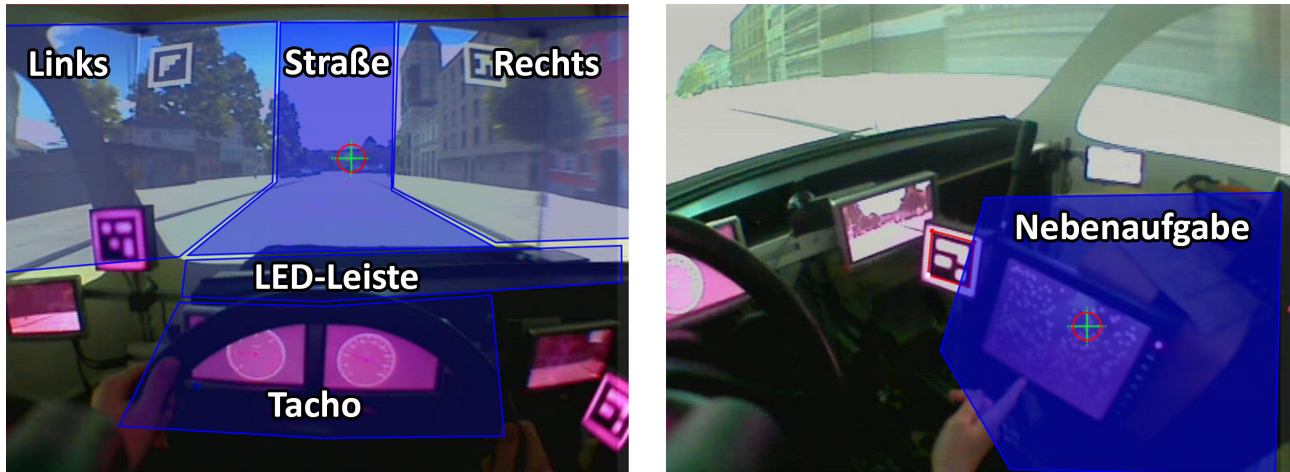 Links
Straße
Rechts
LED-Leiste
Tacho
Nebenaufgabe